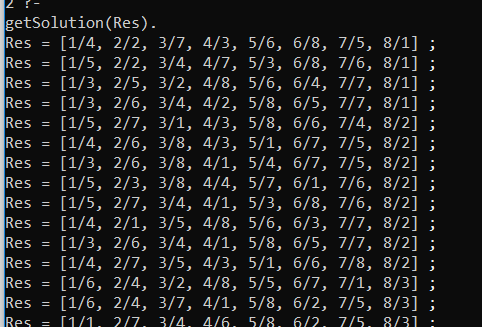 2 ?-
getSolution(Res).
Res = [1/4, 2/2, 3/7, 4/3, 5/6, 6/8, 7/5, 8/1] ;
Res = [1/5, 2/2, 3/4, 4/7, 5/3, 6/8, 7/6, 8/1] ;
Res = [1/3, 2/5, 3/2, 4/8, 5/6, 6/4, 7/7, 8/1] ;
Res = [1/3, 2/6, 3/4, 4/2, 5/8, 6/5, 7/7, 8/1] ;
Res = [1/5, 2/7, 3/1, 4/3, 5/8, 6/6, 7/4, 8/2] ;
Res = [1/4, 2/6, 3/8, 4/3, 5/1, 6/7, 7/5, 8/2] ;
Res = [1/3, 2/6, 3/8, 4/1, 5/4, 6/7, 7/5, 8/2] ;
Res = [1/5, 2/3, 3/8, 4/4, 5/7, 6/1, 7/6, 8/2] ;
Res = [1/5, 2/7, 3/4, 4/1, 5/3, 6/8, 7/6, 8/2] ;
Res = [1/4, 2/1, 3/5, 4/8, 5/6, 6/3, 7/7, 8/2] ;
Res = [1/3, 2/6, 3/4, 4/1, 5/8, 6/5, 7/7, 8/2] ;
Res = [1/4, 2/7, 3/5, 4/3, 5/1, 6/6, 7/8, 8/2] ;
Res = [1/6, 2/4, 3/2, 4/8, 5/5, 6/7, 7/1, 8/3] ;
Res = [1/6, 2/4, 3/7, 4/1, 5/8, 6/2, 7/5, 8/3] ;
Res = [1/1, 2/7, 3/4, 4/6, 5/8, 6/2, 7/5, 8/3] ;